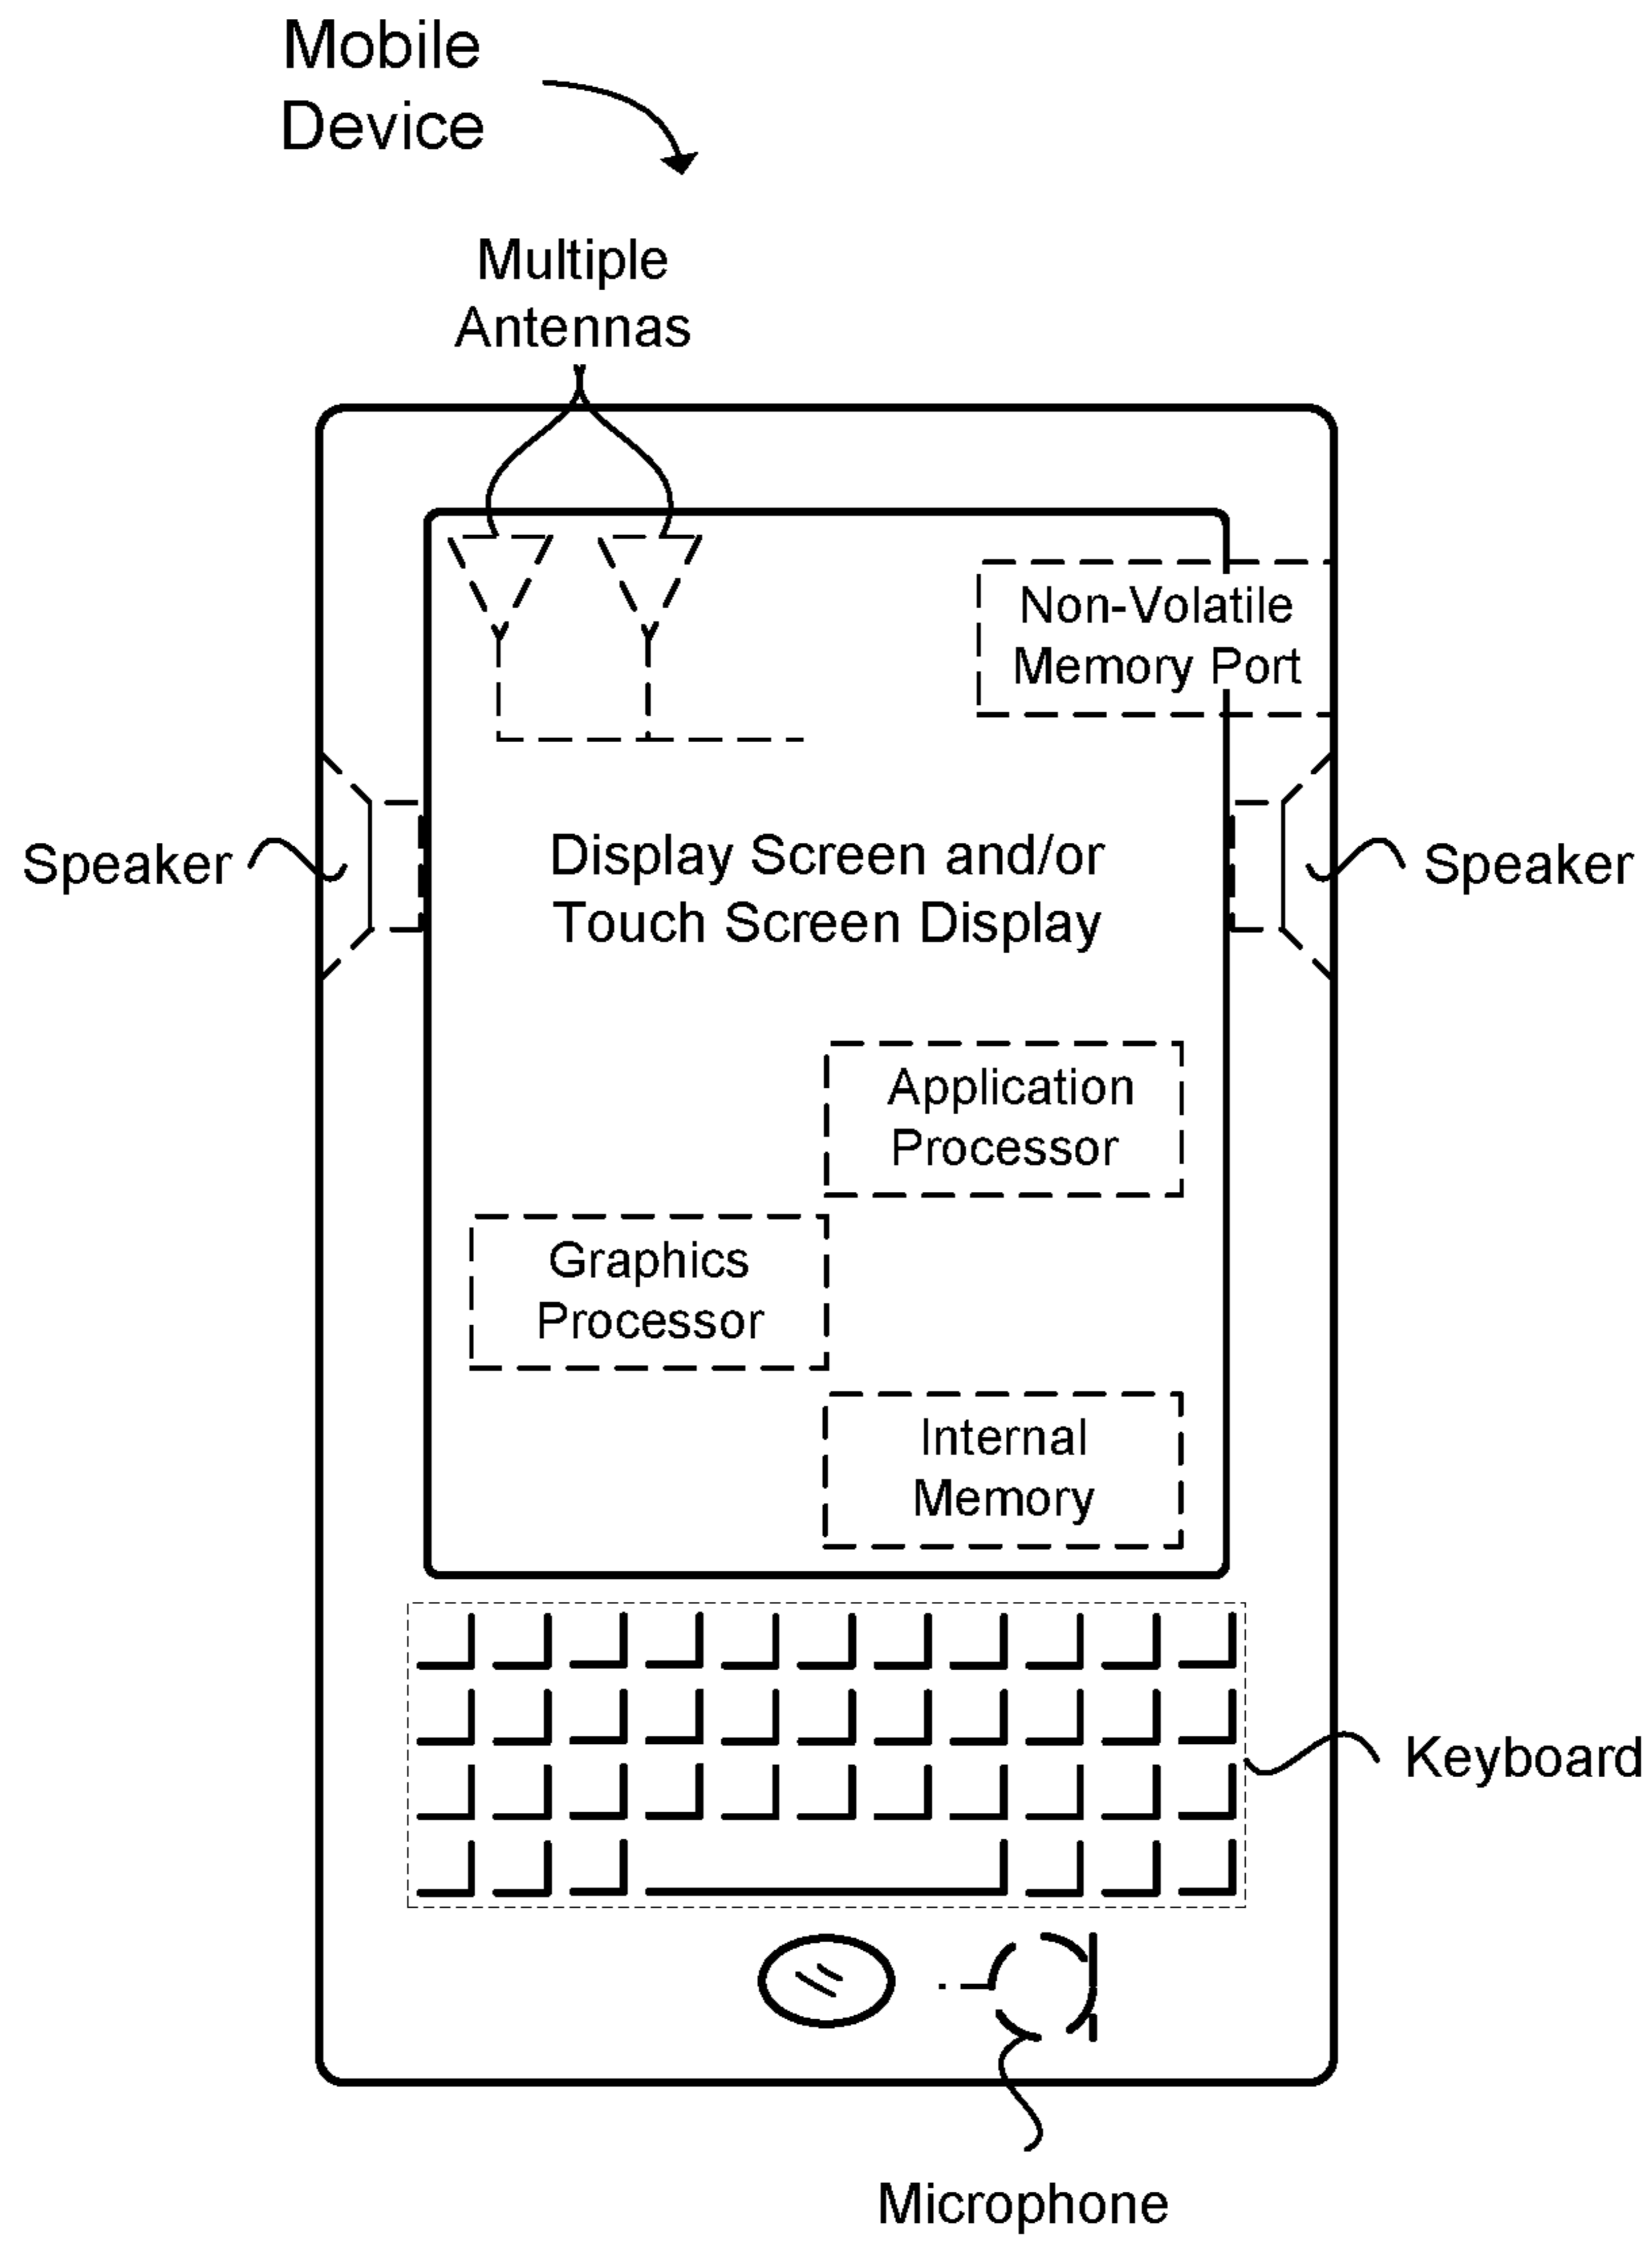 Mobile
Device
Multiple
Antennas
Non-Volatile
Memory Port
Speaker
Display Screen and/or
Touch Screen Display
Speaker
Application
Processor
Graphics
Processor
Internal
Memory
Keyboard
Microphone